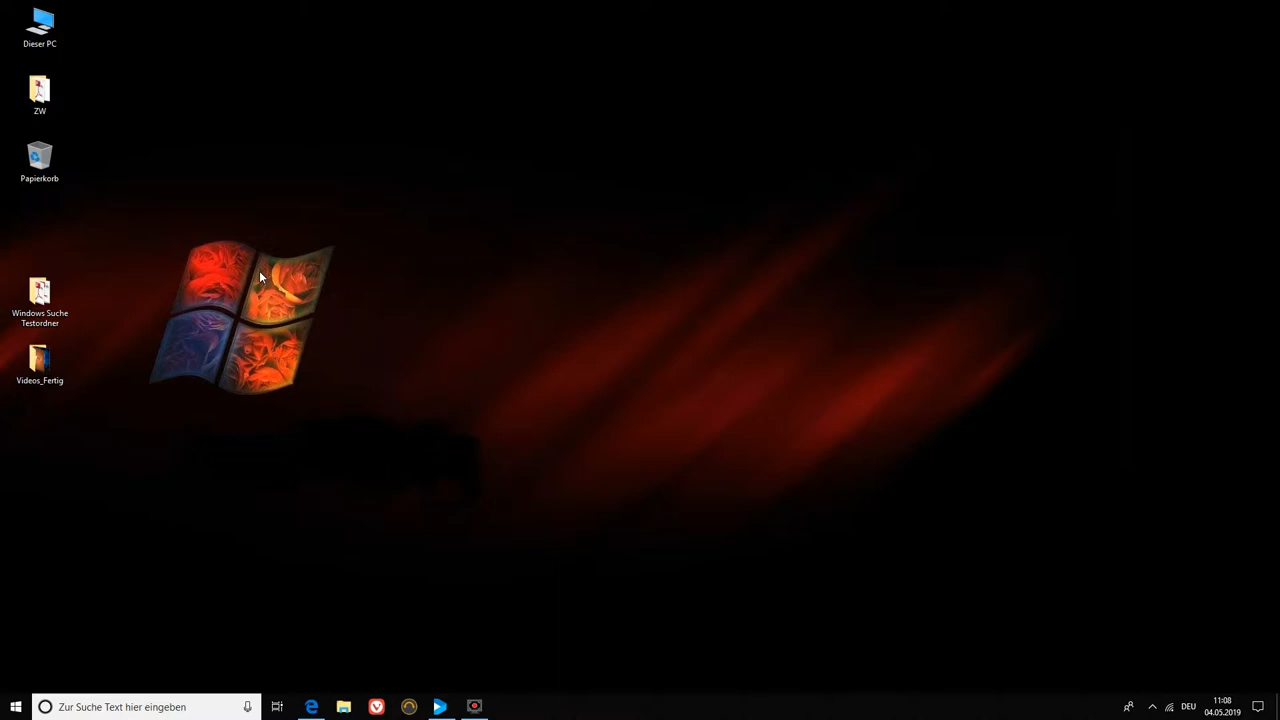 Dieser PC
ZW
Papierkorb
Windows Suche
Testordner
Videos_Fertig
Zur Suche Text hier eingeben
DEU
11:08
04.05.2019